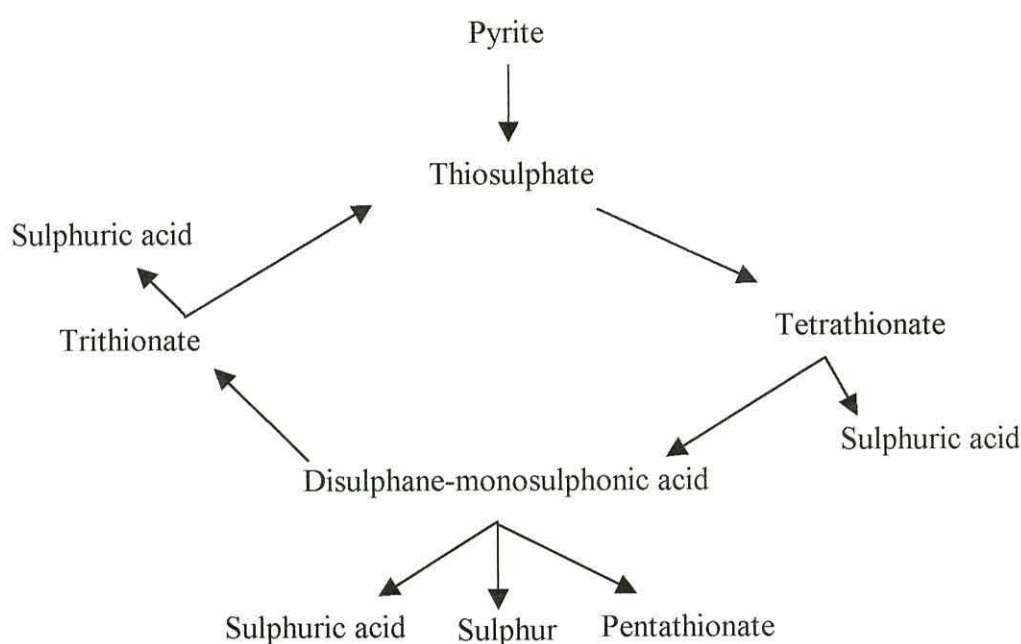 Pyrite
Thiosulphate
Sulphuric acid
Tetrathionate
Trithionate
Sulphuric acid
Disulphane-monosulphonic acid
Sulphuric acid
Sulphur
Pentathionate